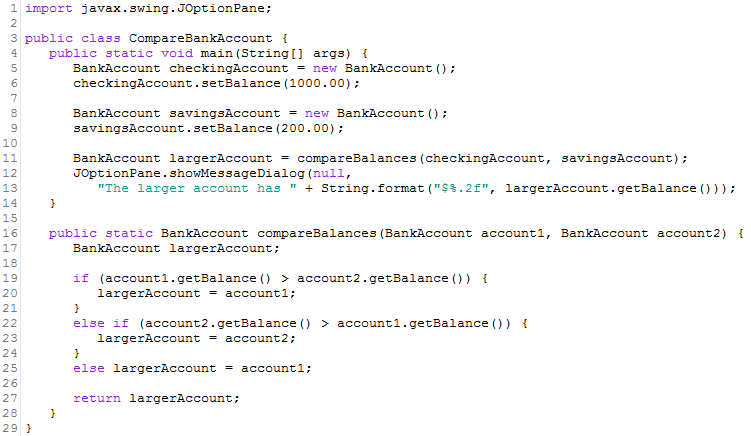 1 import javax.swing.JOptionPane;
2
3 public class CompareBankAccount {
4    public static void main(String[] args) {
5       BankAccount checkingAccount = new BankAccount();
6       checkingAccount.setBalance(1000.00);
7
8       BankAccount savingsAccount = new BankAccount();
9       savingsAccount.setBalance(200.00);
10
11       BankAccount largerAccount = compareBalances(checkingAccount, savingsAccount);
12       JOptionPane.showMessageDialog(null,
13          "The larger account has " + String.format("$%.2f", largerAccount.getBalance()));
14    }
15
16    public static BankAccount compareBalances(BankAccount account1, BankAccount account2) {
17       BankAccount largerAccount;
18
19       if (account1.getBalance() > account2.getBalance()) {
20          largerAccount = account1;
21       }
22       else if (account2.getBalance() > account1.getBalance()) {
23          largerAccount = account2;
24       }
25       else largerAccount = account1;
26
27       return largerAccount;
28    }
29 }